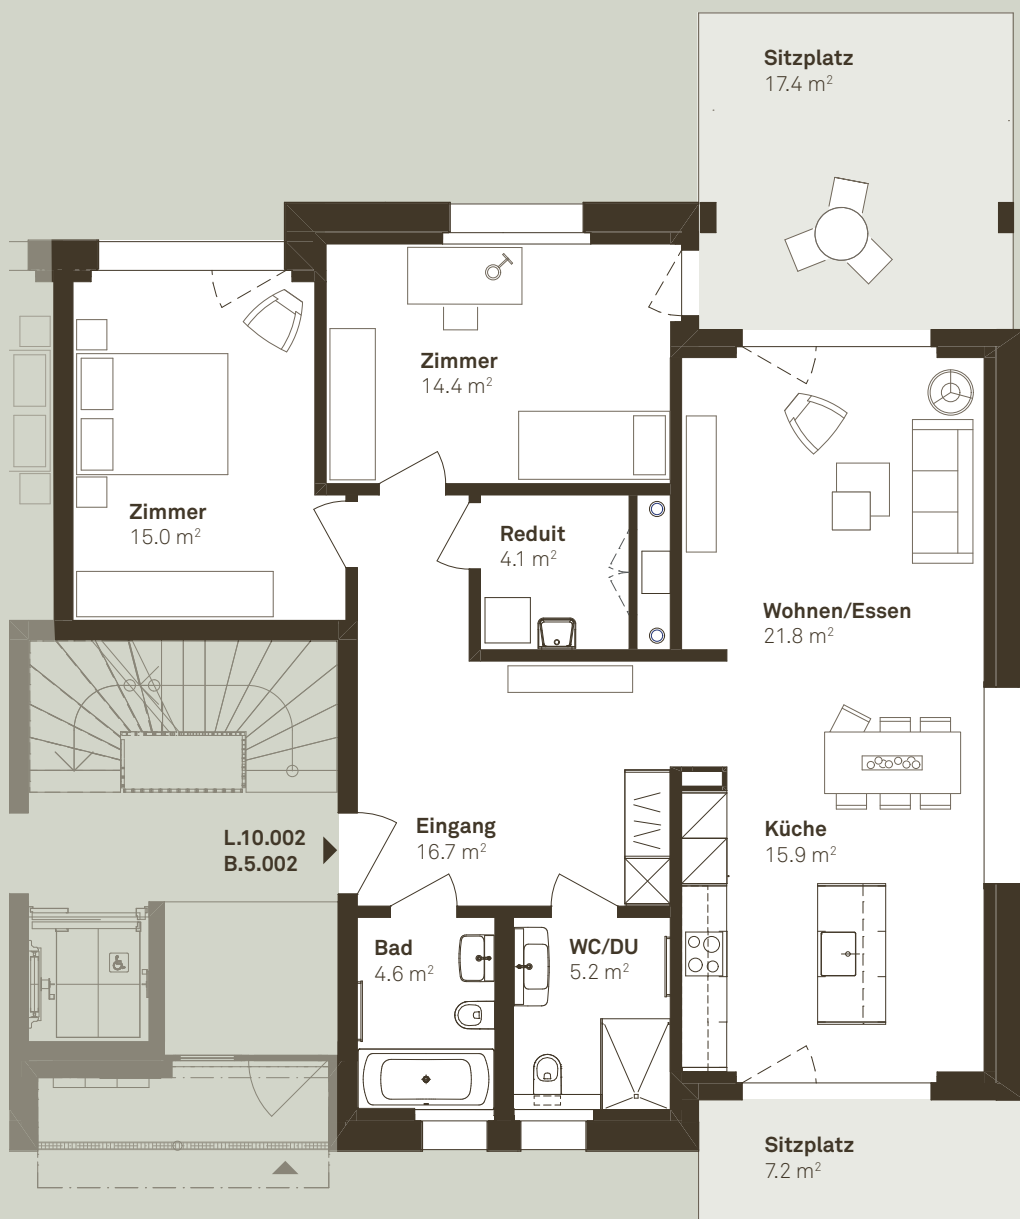 Sitzplatz
17.4 m²
Zimmer
14.4 m²
Zimmer
15.0 m²
Reduit
4.1 m²
Wohnen/Essen
21.8 m²
L.10.002
B.5.002
Eingang
16.7 m²
Küche
15.9 m²
Bad
4.6 m²
WC/DU
5.2 m²
Sitzplatz
7.2 m²